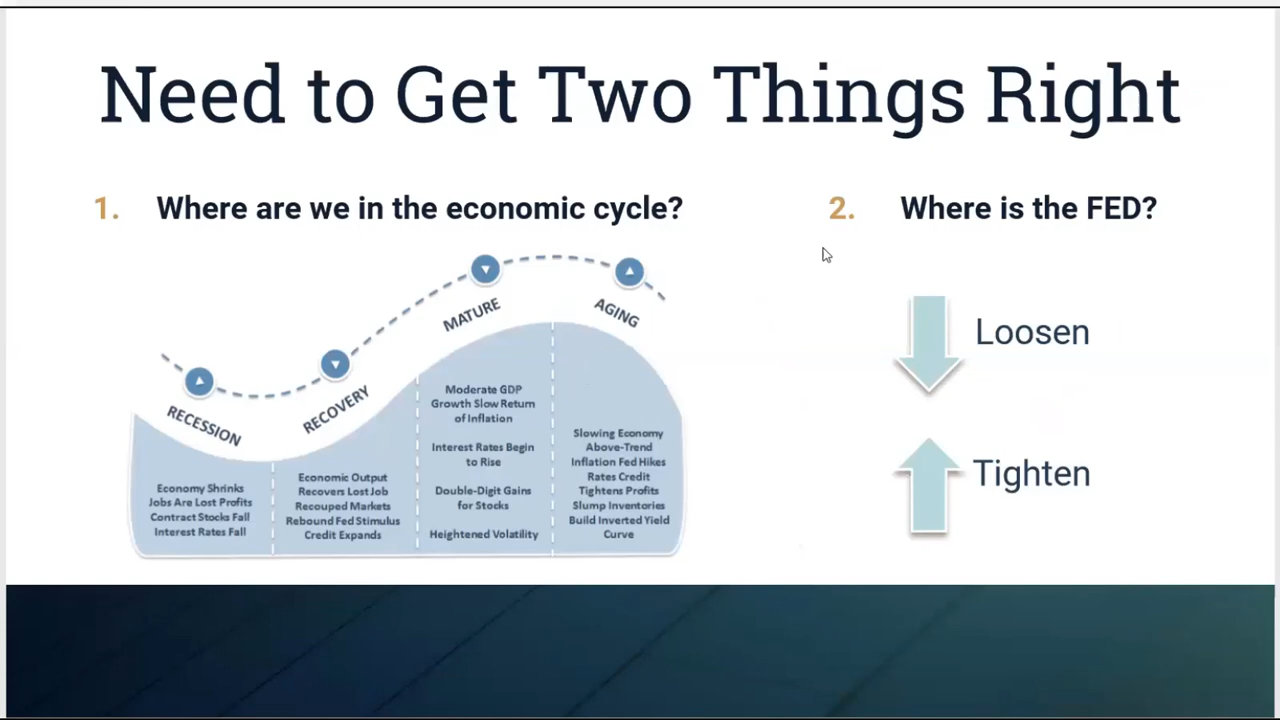 Need to Get Two Things Right
1. Where are we in the economic cycle?
RECESSION
RECOVERY
MATURE
AGING
Economy Shrinks
Jobs Are Lost Profits
Contract Stocks Fall
Interest Rates Fall
Economic Output
Recovers Lost Job
Recouped Markets
Rebound Fed Stimulus
Credit Expands
Moderate GDP
Growth Slow Return
of Inflation
Interest Rates Begin
to Rise
Double-Digit Gains
for Stocks
Heightened Volatility
Slowing Economy
Above-Trend
Inflation Fed Hikes
Rates Credit
Tightens Profits
Slump Inventories
Build Inverted Yield
Curve
2. Where is the FED?
Loosen
Tighten